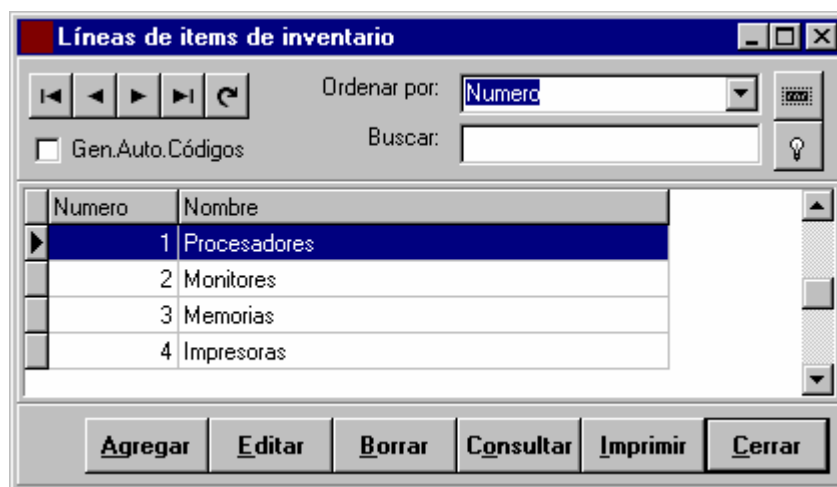 Líneas de items de inventario
Ordenar por: Numero
Gen.Auto.Códigos
Buscar:
Numero Nombre
1 Procesadores
2 Monitores
3 Memorias
4 Impresoras
Agregar Editar Borrar Consultar Imprimir Cerrar